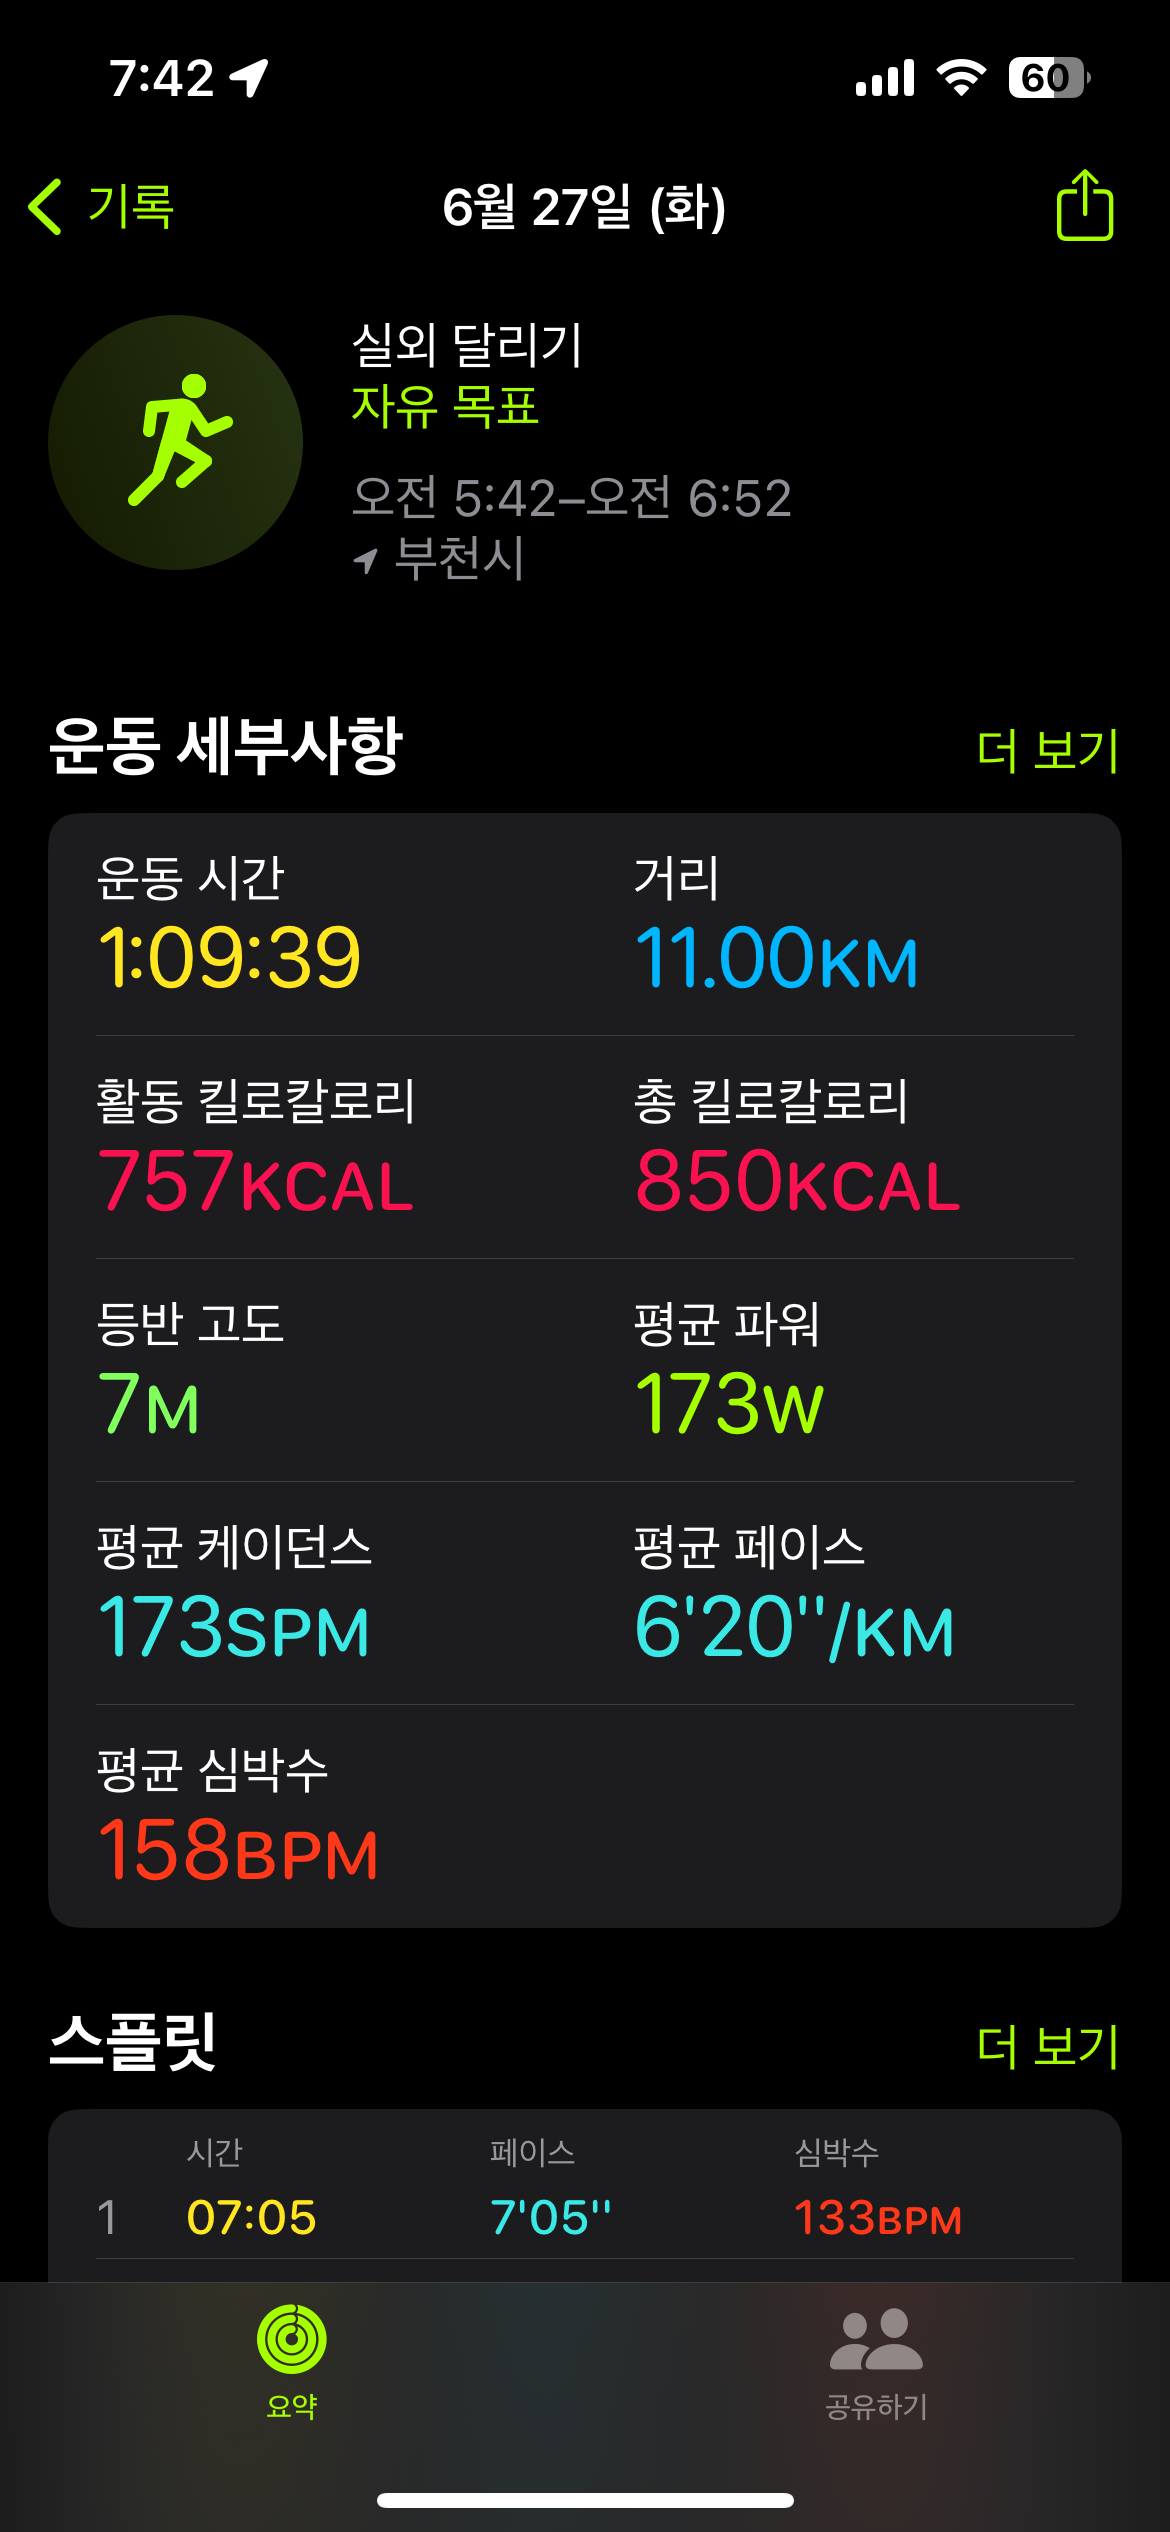 7:42 60
기록 6월 27일 (화)
실외 달리기
자유 목표
오전 5:42–오전 6:52
부천시
운동 세부사항 더 보기
운동 시간 거리
1:09:39 11.00KM
활동 킬로칼로리 총 킬로칼로리
757KCAL 850KCAL
등반 고도 평균 파워
7M 173W
평균 케이던스 평균 페이스
173SPM 6'20''/KM
평균 심박수
158BPM
스플릿 더 보기
시간 페이스 심박수
1 07:05 7'05'' 133BPM
요약 공유하기